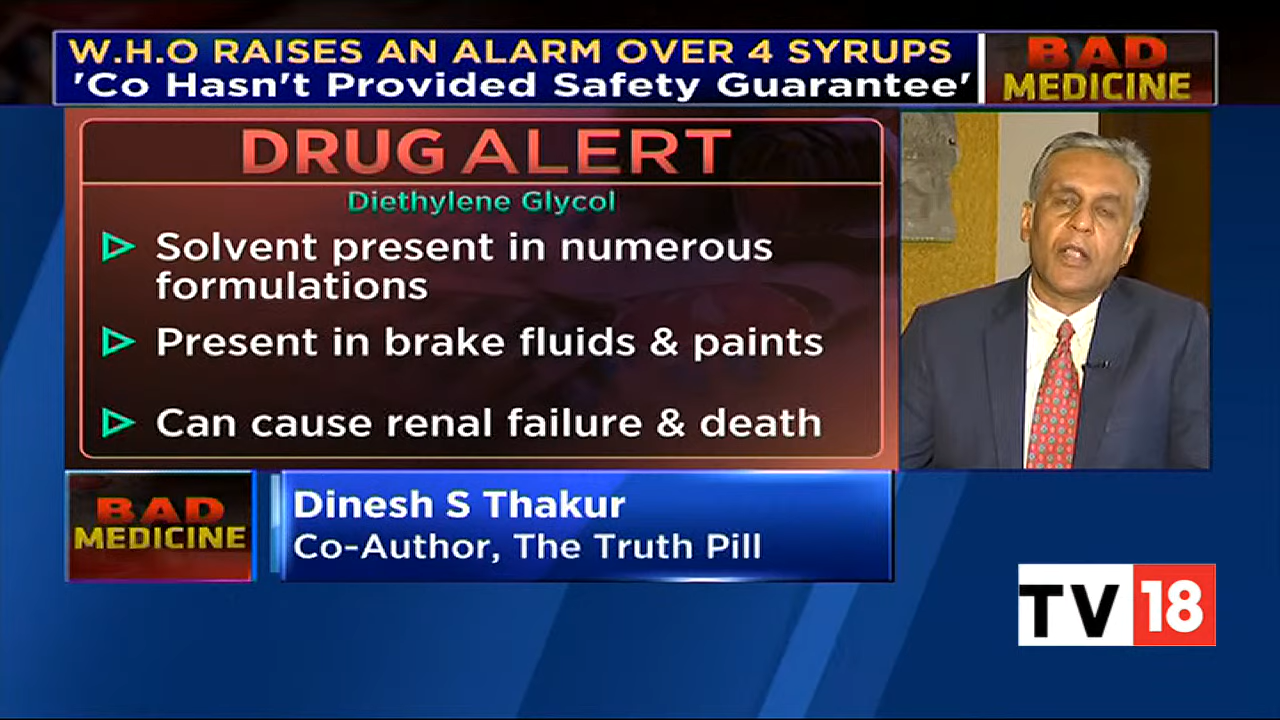 W.H.O RAISES AN ALARM OVER 4 SYRUPS
'Co Hasn't Provided Safety Guarantee'
BAD
MEDICINE
DRUG ALERT
Diethylene Glycol
Solvent present in numerous
formulations
Present in brake fluids & paints
Can cause renal failure & death
BAD
MEDICINE
Dinesh S Thakur
Co-Author, The Truth Pill
TV 18